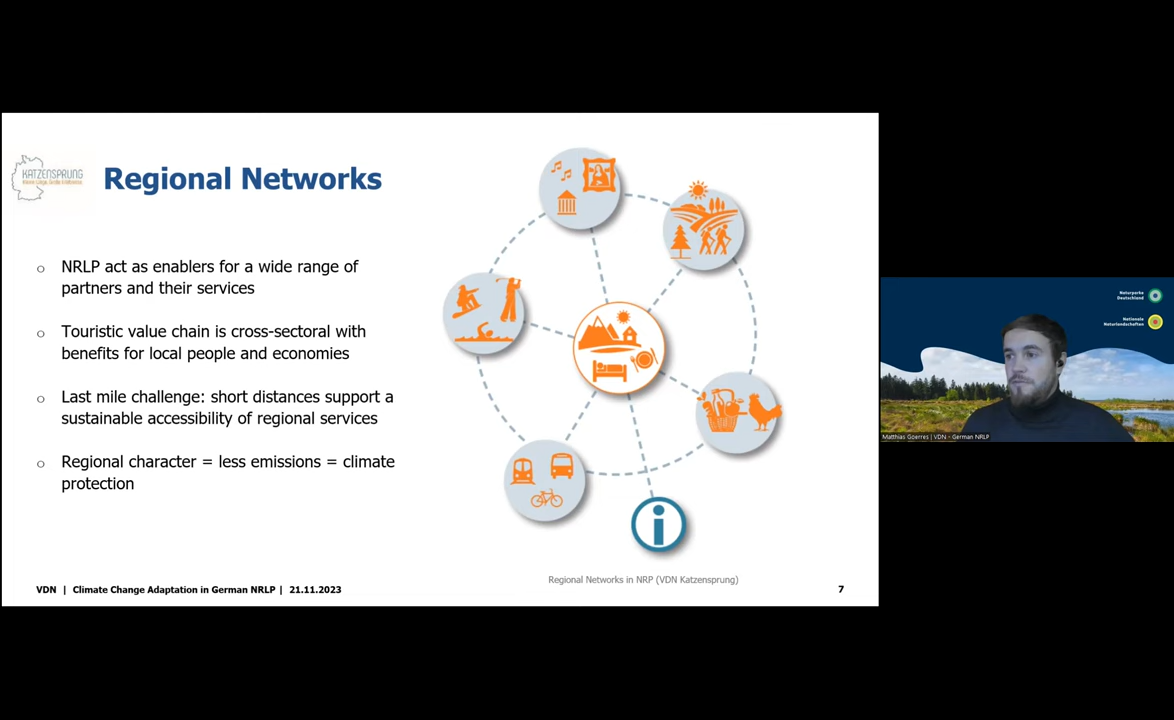 KATZENSPRUNG
Regional Networks
o NRLP act as enablers for a wide range of
partners and their services
o Touristic value chain is cross-sectoral with
benefits for local people and economies
o Last mile challenge: short distances support a
sustainable accessibility of regional services
o Regional character = less emissions = climate
protection
i
Regional Networks in NRP (VDN Katzensprung)
VDN | Climate Change Adaptation in German NRLP | 21.11.2023
7
Naturparke
Deutschland
Nationale
Naturlandschaften
Matthias Goerres | VDN - German NRLP